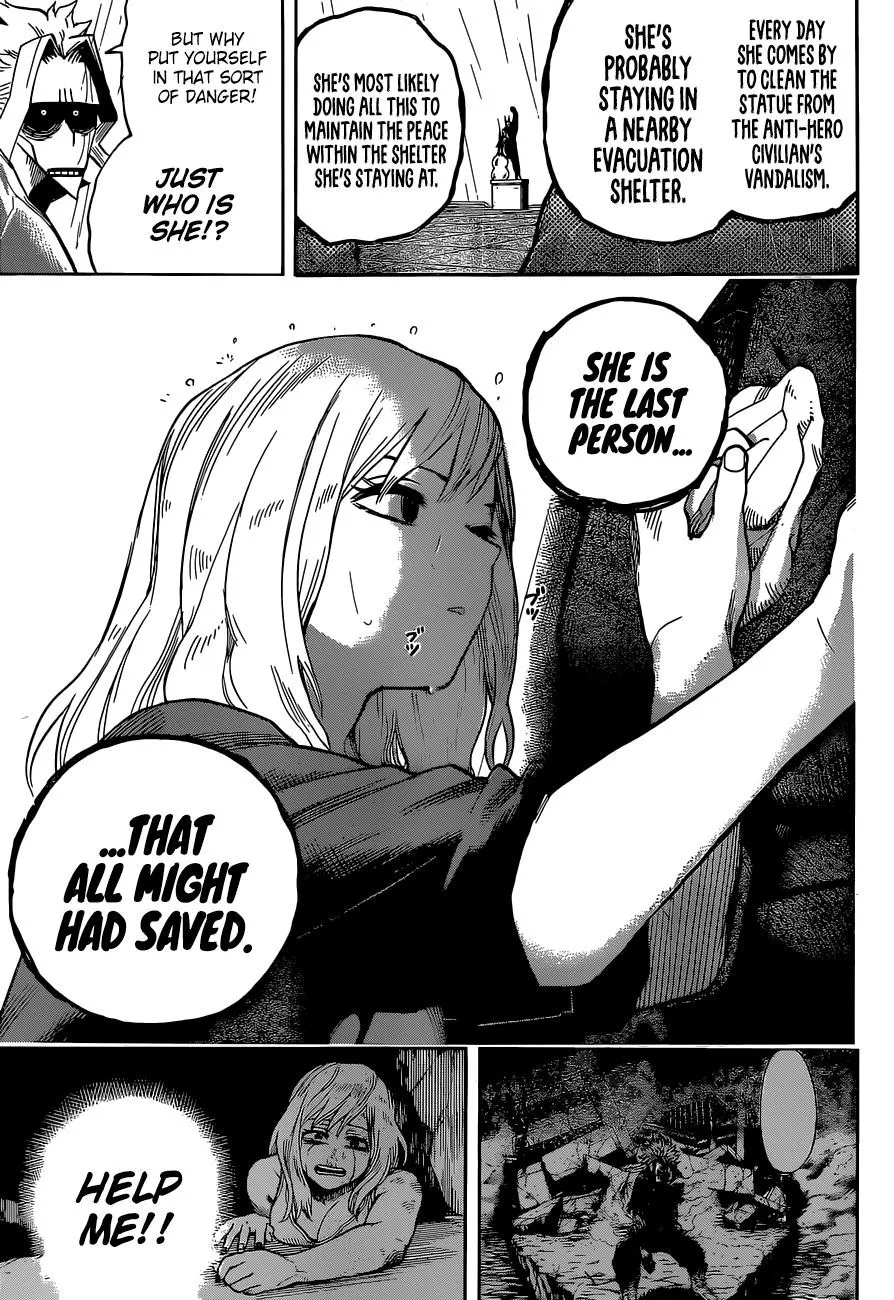 EVERY DAY
SHE COMES BY
TO CLEAN THE
STATUE FROM
THE ANTI-HERO
CIVILIAN'S
VANDALISM.
SHE'S
PROBABLY
STAYING IN
A NEARBY
EVACUATION
SHELTER.
SHE'S MOST LIKELY
DOING ALL THIS TO
MAINTAIN THE PEACE
WITHIN THE SHELTER
SHE'S STAYING AT.
BUT WHY
PUT YOURSELF
IN THAT SORT
OF DANGER!
JUST
WHO IS
SHE!?
SHE IS
THE LAST
PERSON...
ブツ
...THAT
ALL MIGHT
HAD SAVED.
HELP
ME!!